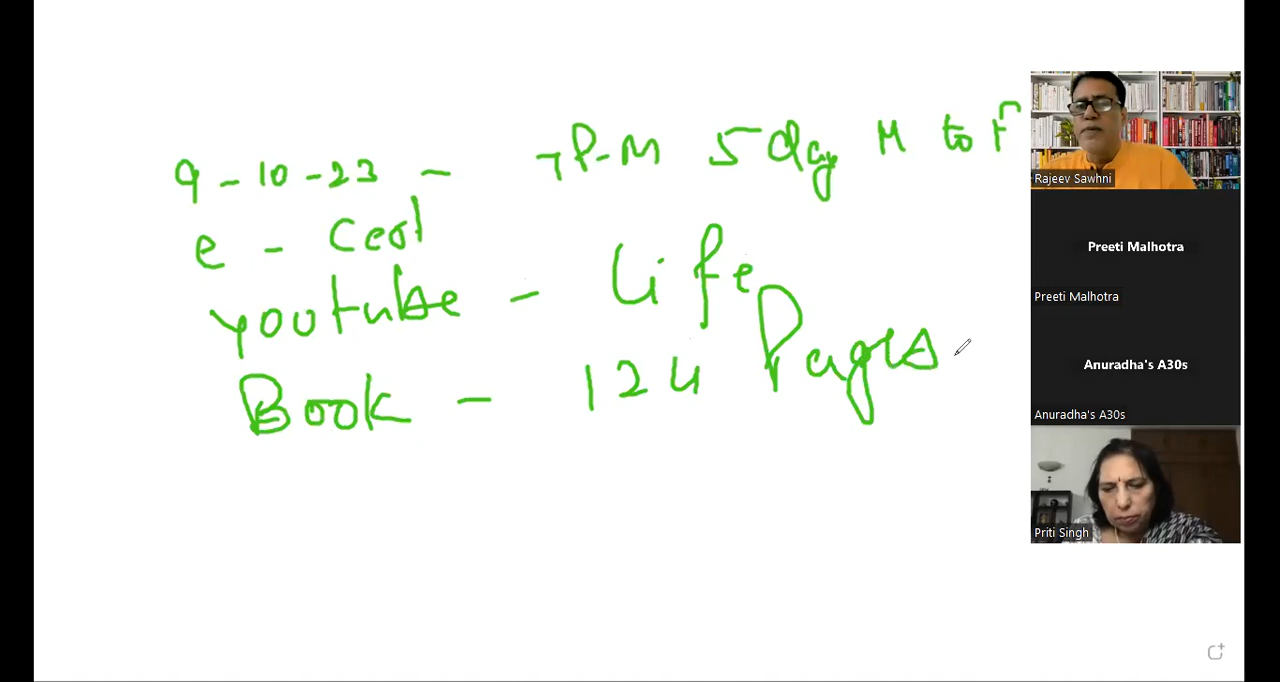 9-10-23 - 7 P-M 5 Day M to F
e - Cert
Youtube - Life
Book - 124 Pages
Rajeev Sawhni
Preeti Malhotra
Preeti Malhotra
Anuradha's A30s
Anuradha's A30s
Priti Singh